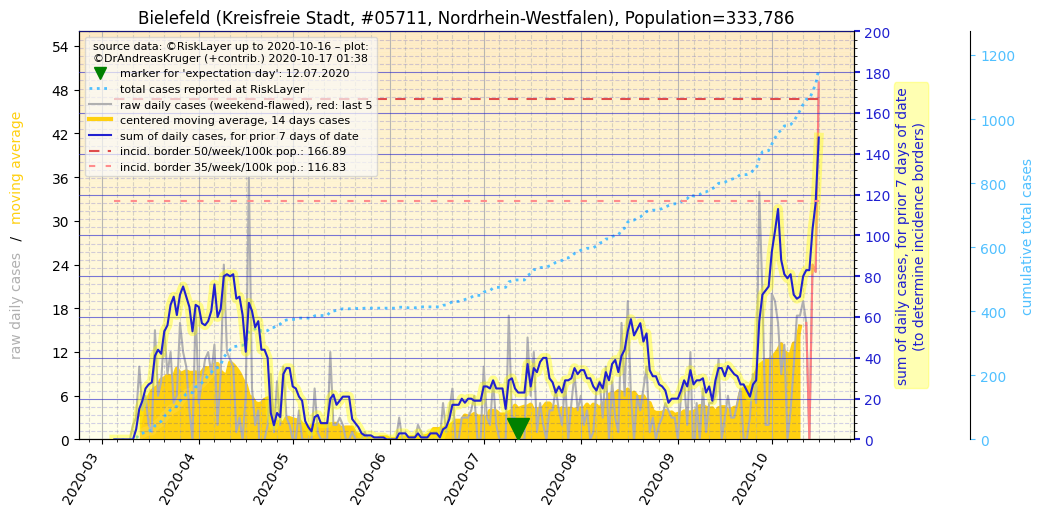 Bielefeld (Kreisfreie Stadt, #05711, Nordrhein-Westfalen), Population=333,786
source data: ©RiskLayer up to 2020-10-16 – plot:
©DrAndreasKruger (+contrib.) 2020-10-17 01:38
marker for 'expectation day': 12.07.2020
total cases reported at RiskLayer
raw daily cases (weekend-flawed), red: last 5
centered moving average, 14 days cases
sum of daily cases, for prior 7 days of date
incid. border 50/week/100k pop.: 166.89
incid. border 35/week/100k pop.: 116.83
raw daily cases / moving average
54
48
42
36
30
24
18
12
6
0
2020-03
2020-04
2020-05
2020-06
2020-07
2020-08
2020-09
2020-10
200
180
160
140
120
100
80
60
40
20
0
sum of daily cases, for prior 7 days of date
(to determine incidence borders)
1200
1000
800
600
400
200
0
cumulative total cases